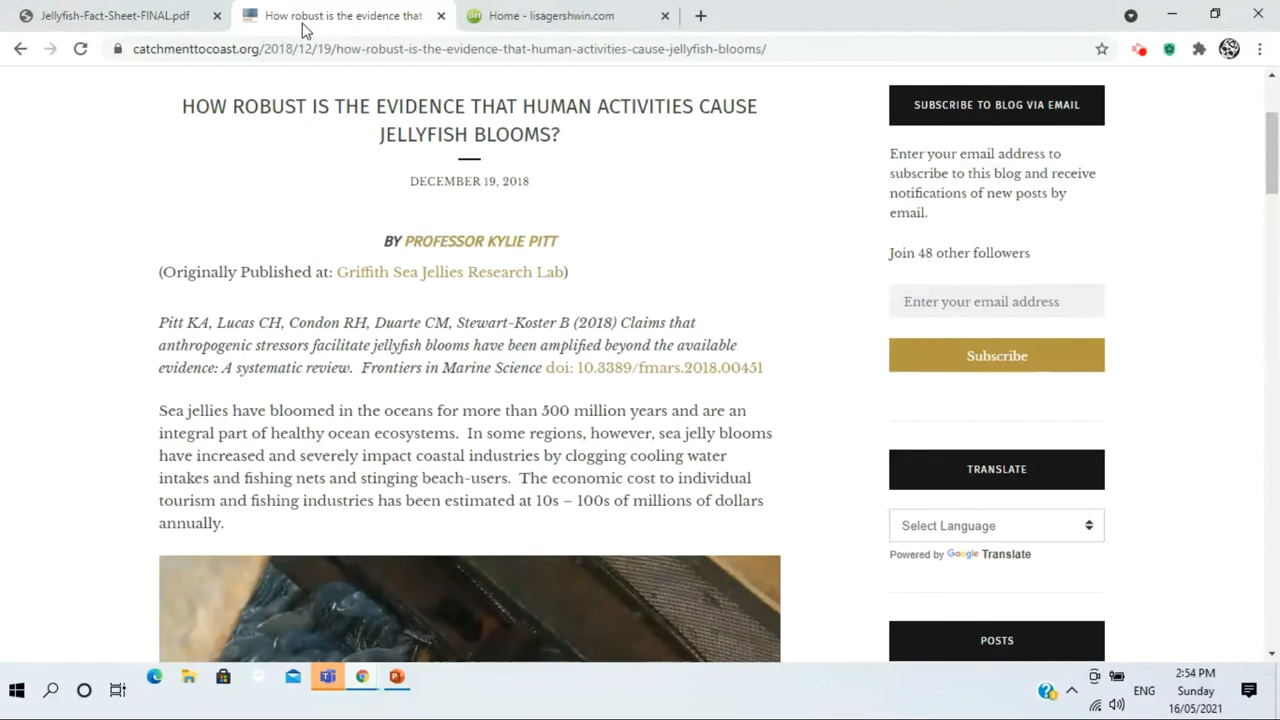 Jellyfish-Fact-Sheet-FINAL.pdf
How robust is the evidence that
Home - lisagershwin.com
catchmenttocoast.org/2018/12/19/how-robust-is-the-evidence-that-human-activities-cause-jellyfish-blooms/
HOW ROBUST IS THE EVIDENCE THAT HUMAN ACTIVITIES CAUSE
JELLYFISH BLOOMS?
DECEMBER 19, 2018
BY PROFESSOR KYLIE PITT
(Originally Published at: Griffith Sea Jellies Research Lab)
Pitt KA, Lucas CH, Condon RH, Duarte CM, Stewart-Koster B (2018) Claims that
anthropogenic stressors facilitate jellyfish blooms have been amplified beyond the available
evidence: A systematic review. Frontiers in Marine Science doi: 10.3389/fmars.2018.00451
Sea jellies have bloomed in the oceans for more than 500 million years and are an
integral part of healthy ocean ecosystems. In some regions, however, sea jelly blooms
have increased and severely impact coastal industries by clogging cooling water
intakes and fishing nets and stinging beach-users. The economic cost to individual
tourism and fishing industries has been estimated at 10s – 100s of millions of dollars
annually.
SUBSCRIBE TO BLOG VIA EMAIL
Enter your email address to
subscribe to this blog and receive
notifications of new posts by
email.
Join 48 other followers
Enter your email address
Subscribe
TRANSLATE
Select Language
Powered by Google Translate
POSTS
ENG
2:54 PM
Sunday
16/05/2021